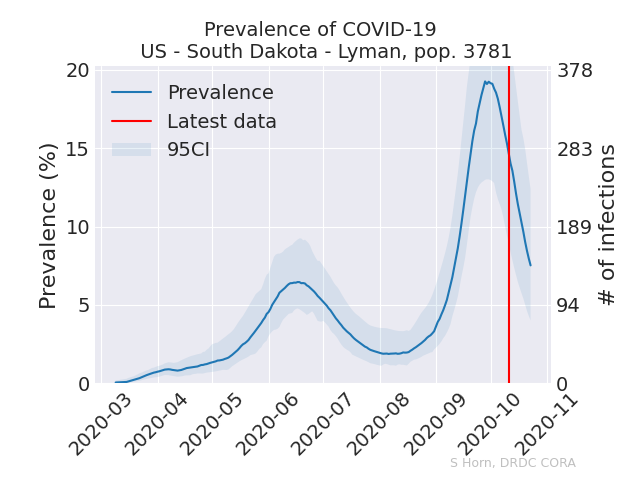 Prevalence of COVID-19
US - South Dakota - Lyman, pop. 3781
Prevalence
Latest data
95CI
Prevalence (%)
20
15
10
5
0
378
283
189
94
0
# of infections
2020-03
2020-04
2020-05
2020-06
2020-07
2020-08
2020-09
2020-10
2020-11
S Horn, DRDC CORA